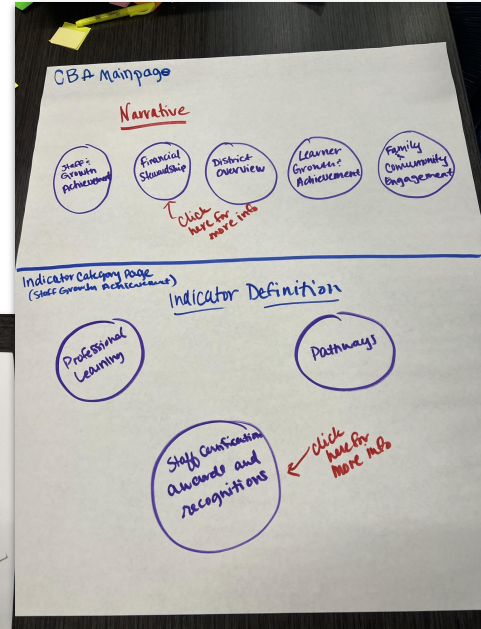 CBA Mainpage
Narrative
Staff &
Growth
Achievement
Financial
Stewardship
District
Overview
Learner
Growth &
Achievement
Family
&
Community
Engagement
Click
here for
more info
Indicator Category Page
(Staff Growth Achievement)
Indicator Definition
Professional
Learning
Pathways
Staff Certification
awards and
recognitions
click
here for
more info